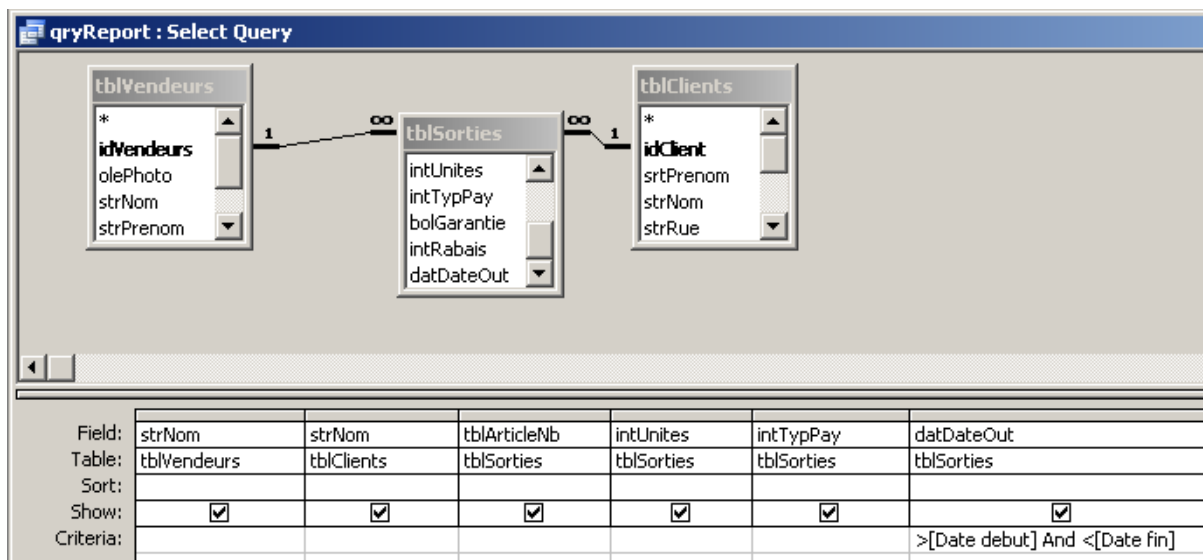 qryReport : Select Query
tblVendeurs
*
idVendeurs
olePhoto
strNom
strPrenom
1
∞
tblSorties
intUnites
intTypPay
bolGarantie
intRabais
datDateOut
∞
1
tblClients
*
idClient
srtPrenom
strNom
strRue
Field: strNom strNom tblArticleNb intUnites intTypPay datDateOut
Table: tblVendeurs tblClients tblSorties tblSorties tblSorties tblSorties
Sort:
Show:
Criteria: >[Date debut] And <[Date fin]